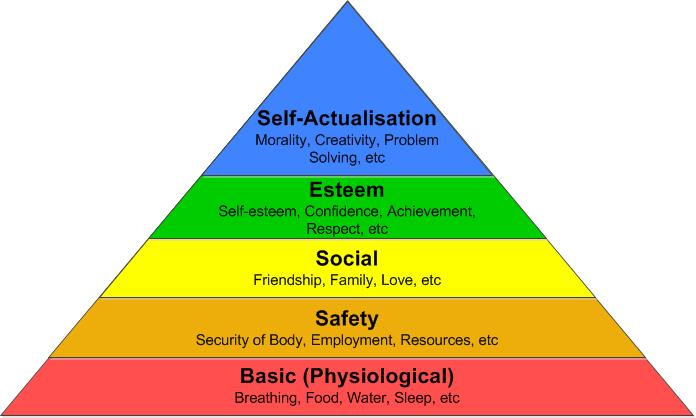 Self-Actualisation
Morality, Creativity, Problem
Solving, etc
Esteem
Self-esteem, Confidence, Achievement,
Respect, etc
Social
Friendship, Family, Love, etc
Safety
Security of Body, Employment, Resources, etc
Basic (Physiological)
Breathing, Food, Water, Sleep, etc